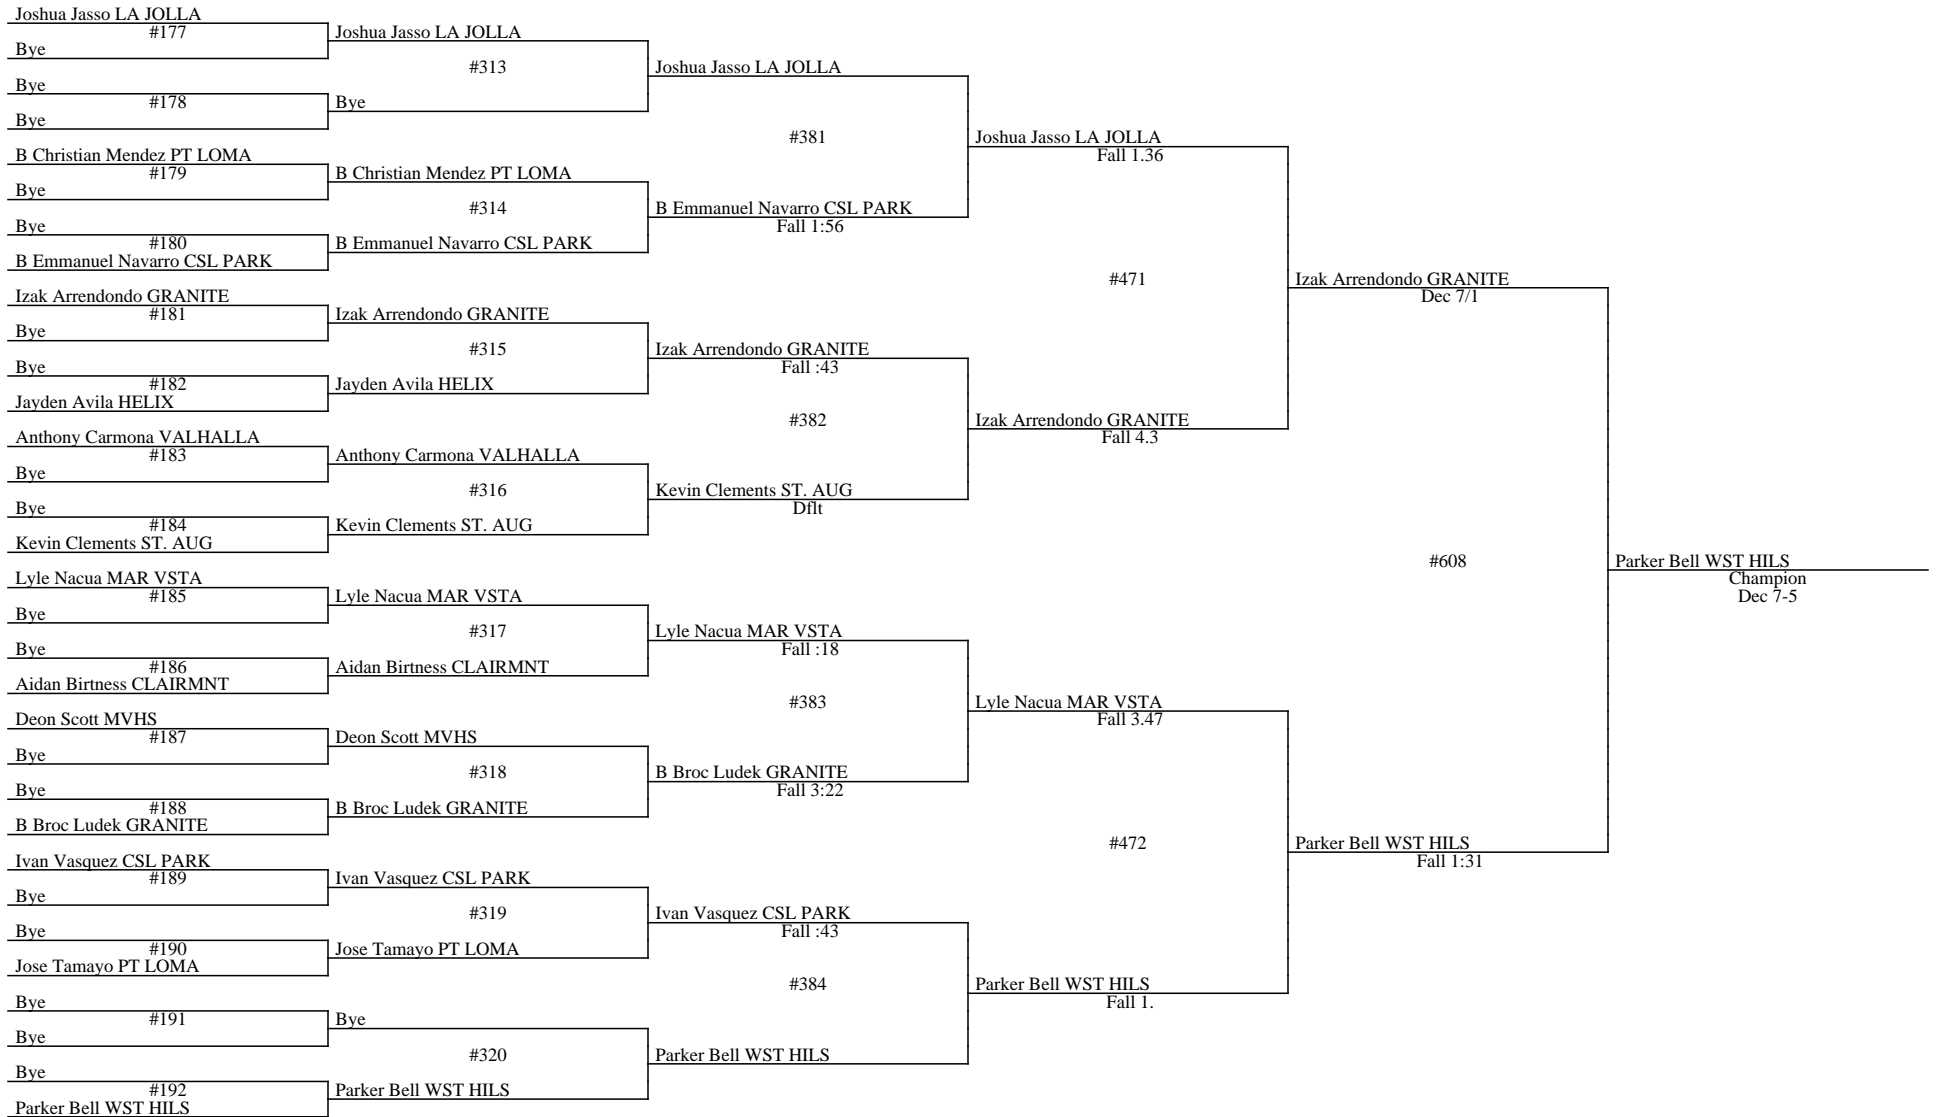 Joshua Jasso LA JOLLA
#177
Bye
Bye
#178
Bye
B Christian Mendez PT LOMA
#179
Bye
Bye
#180
B Emmanuel Navarro CSL PARK
Izak Arrendondo GRANITE
#181
Bye
Bye
#182
Jayden Avila HELIX
Anthony Carmona VALHALLA
#183
Bye
Bye
#184
Kevin Clements ST. AUG
Lyle Nacua MAR VSTA
#185
Bye
Bye
#186
Aidan Birtness CLAIRMNT
Deon Scott MVHS
#187
Bye
Bye
#188
B Broc Ludek GRANITE
Ivan Vasquez CSL PARK
#189
Bye
Bye
#190
Jose Tamayo PT LOMA
Bye
#191
Bye
Bye
#192
Parker Bell WST HILS
Joshua Jasso LA JOLLA
#313
Bye
B Christian Mendez PT LOMA
#314
B Emmanuel Navarro CSL PARK
Izak Arrendondo GRANITE
#315
Jayden Avila HELIX
Anthony Carmona VALHALLA
#316
Kevin Clements ST. AUG
Lyle Nacua MAR VSTA
#317
Aidan Birtness CLAIRMNT
Deon Scott MVHS
#318
B Broc Ludek GRANITE
Ivan Vasquez CSL PARK
#319
Jose Tamayo PT LOMA
Bye
#320
Parker Bell WST HILS
Joshua Jasso LA JOLLA
#381
B Emmanuel Navarro CSL PARK
Fall 1:56
Izak Arrendondo GRANITE
Fall :43
#382
Kevin Clements ST. AUG
Dflt
Lyle Nacua MAR VSTA
Fall :18
#383
B Broc Ludek GRANITE
Fall 3:22
Ivan Vasquez CSL PARK
Fall :43
#384
Parker Bell WST HILS
Joshua Jasso LA JOLLA
Fall 1.36
#471
Izak Arrendondo GRANITE
Fall 4.3
Lyle Nacua MAR VSTA
Fall 3.47
#472
Parker Bell WST HILS
Fall 1.
Izak Arrendondo GRANITE
Dec 7/1
#608
Parker Bell WST HILS
Fall 1:31
Parker Bell WST HILS
Champion
Dec 7-5